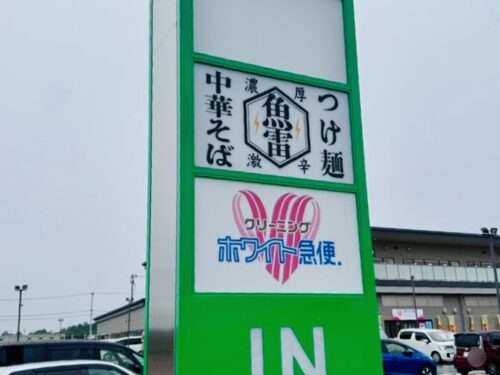 濃厚
つけ麺
魚雷
中華そば
激辛
クリーニング
ホワイト急便.
IN